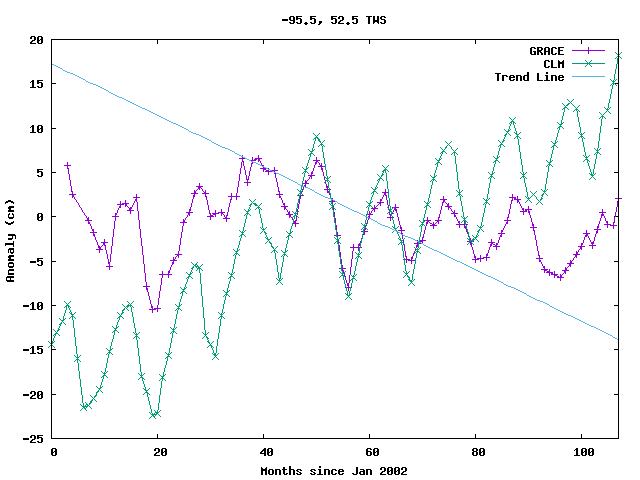 -95.5, 52.5 TWS
GRACE
CLM
Trend Line
20
15
10
5
0
-5
-10
-15
-20
-25
Anomaly (cm)
0 20 40 60 80 100
Months since Jan 2002